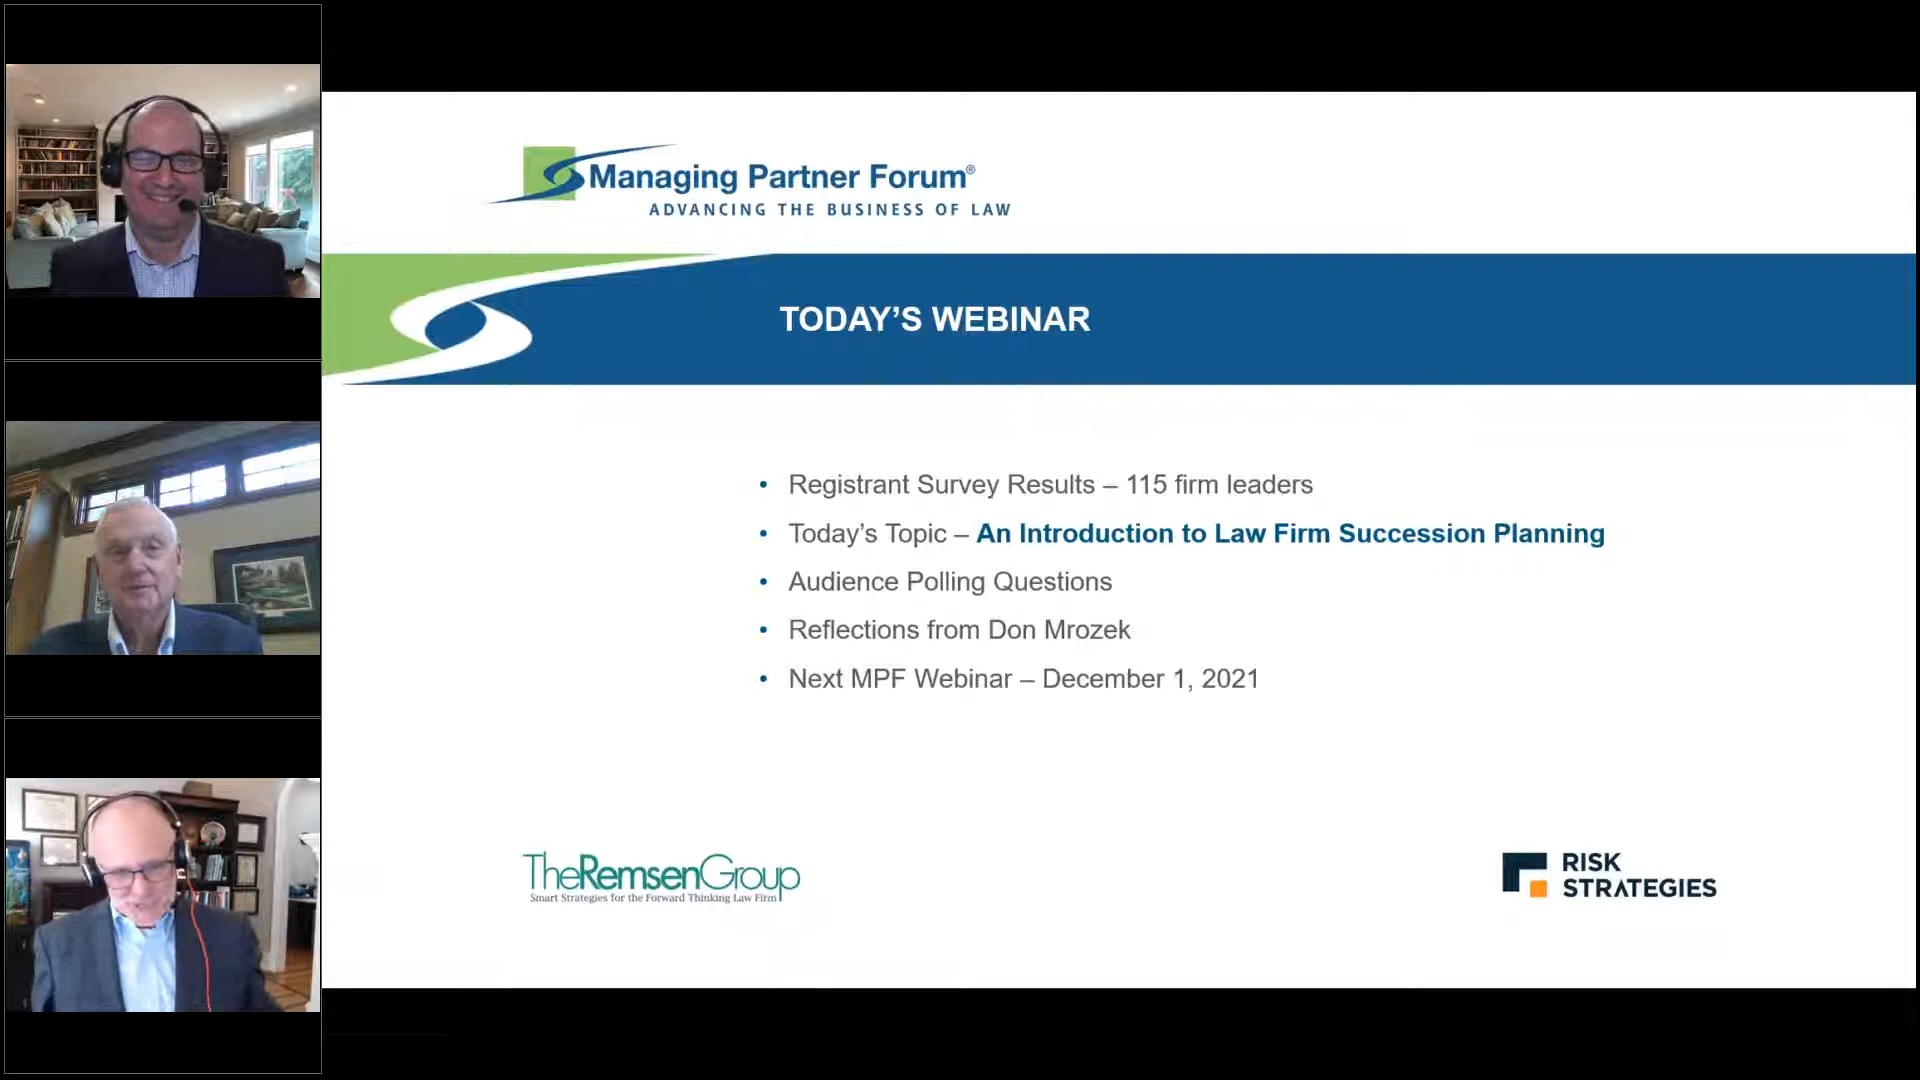 Managing Partner Forum®
ADVANCING THE BUSINESS OF LAW
TODAY’S WEBINAR
• Registrant Survey Results – 115 firm leaders
• Today’s Topic – An Introduction to Law Firm Succession Planning
• Audience Polling Questions
• Reflections from Don Mrozek
• Next MPF Webinar – December 1, 2021
TheRemsenGroup
Smart Strategies for the Forward Thinking Law Firm
RISK
STRATEGIES